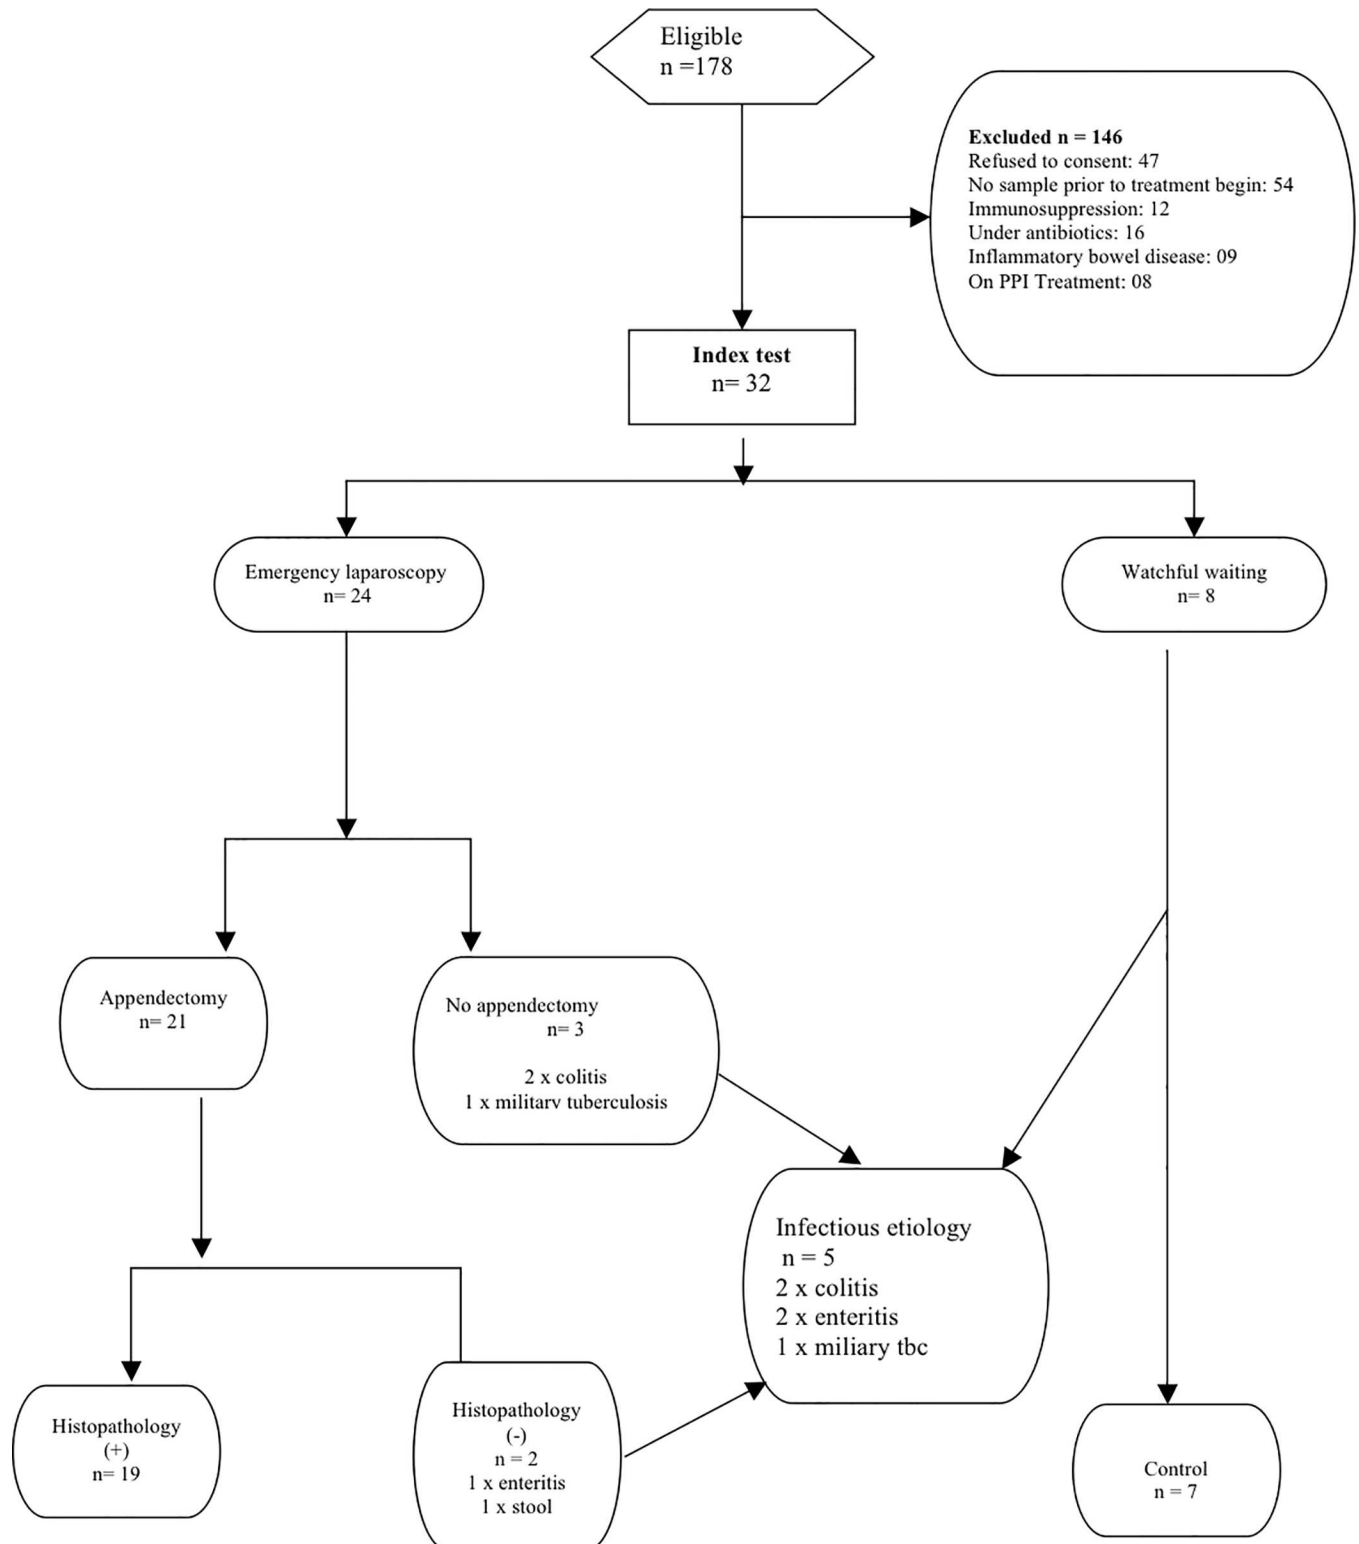 Eligible
n =178
Excluded n = 146
Refused to consent: 47
No sample prior to treatment begin: 54
Immunosuppression: 12
Under antibiotics: 16
Inflammatory bowel disease: 09
On PPI Treatment: 08
Index test
n= 32
Emergency laparoscopy
n= 24
Watchful waiting
n= 8
Appendectomy
n= 21
No appendectomy
n= 3
2 x colitis
1 x military tuberculosis
Infectious etiology
n = 5
2 x colitis
2 x enteritis
1 x miliary tbc
Histopathology
(+)
n= 19
Histopathology
(-)
n = 2
1 x enteritis
1 x stool
Control
n = 7